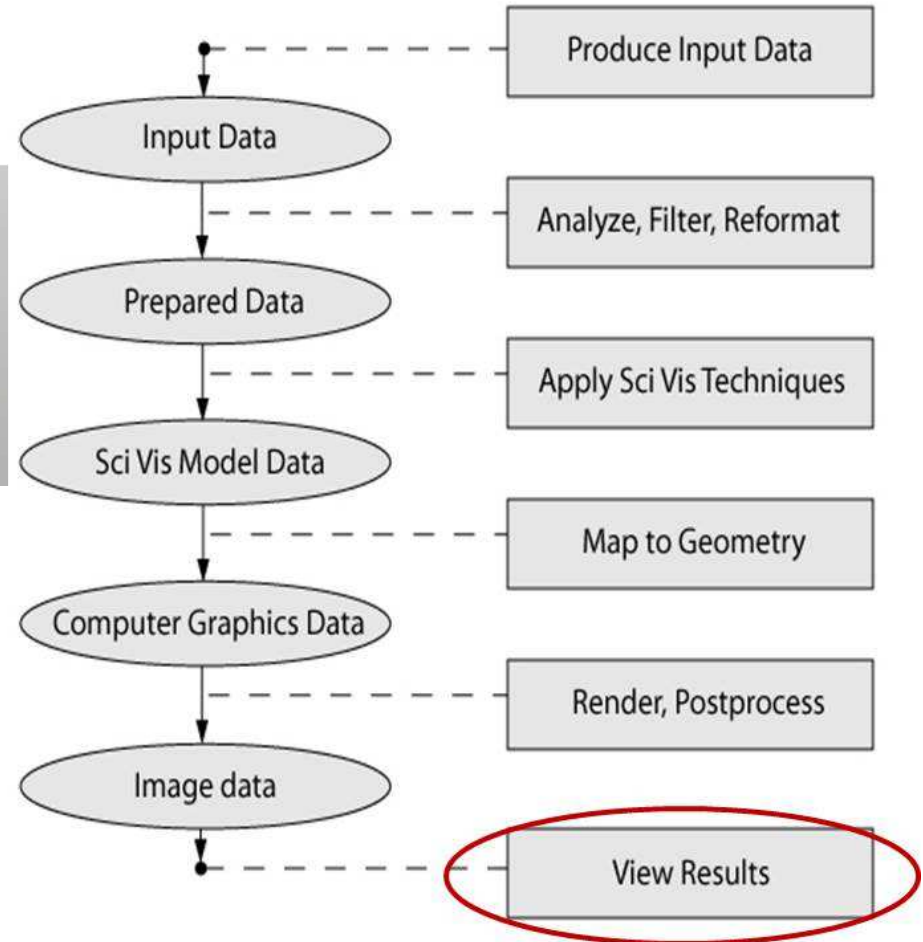 Produce Input Data
Input Data
Analyze, Filter, Reformat
Prepared Data
Apply Sci Vis Techniques
Sci Vis Model Data
Map to Geometry
Computer Graphics Data
Render, Postprocess
Image data
View Results